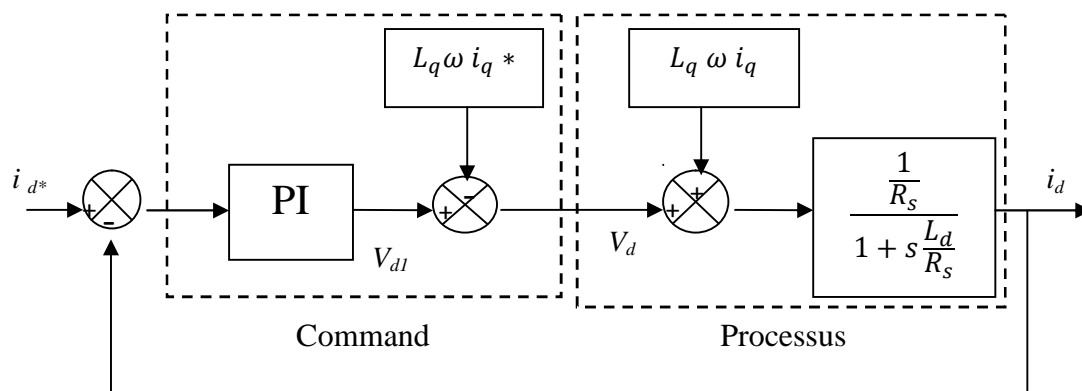 L_q ω i_q *
L_q ω i_q
i_d*
+
-
PI
V_d1
+
-
V_d
+
+
1
R_s
1 + s L_d
R_s
i_d
Command
Processus